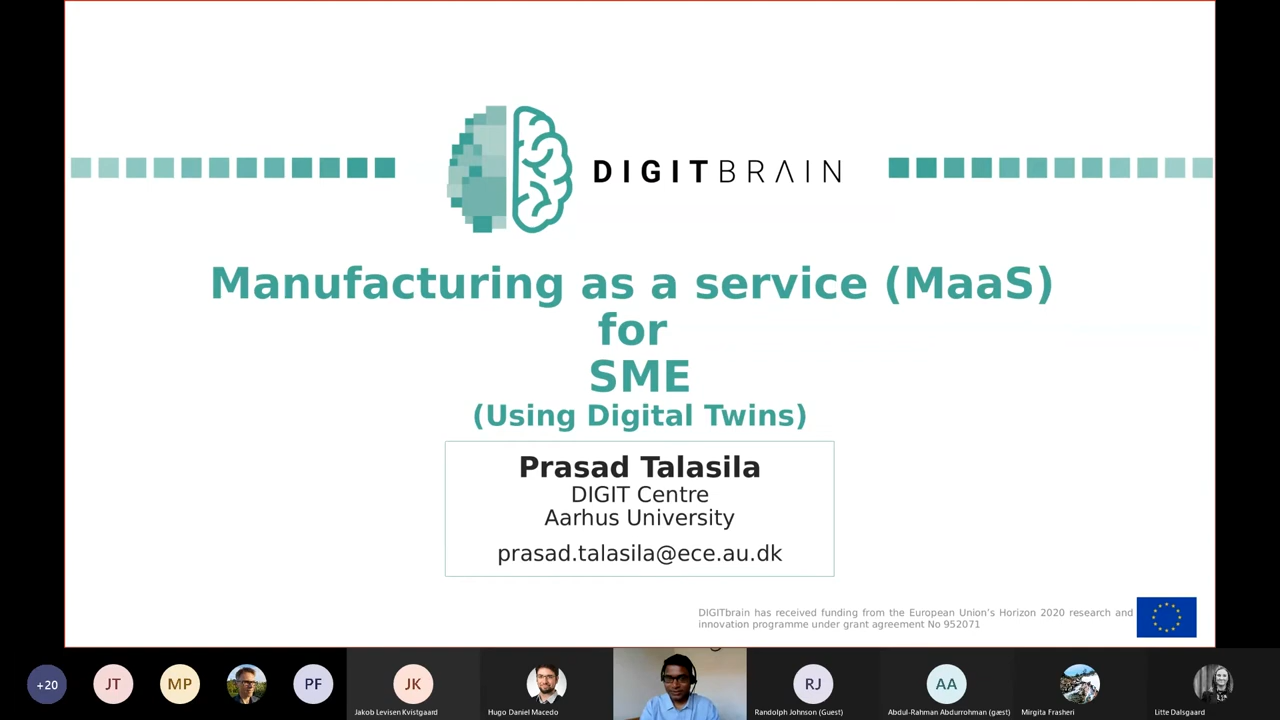 DIGITBRAIN
Manufacturing as a service (MaaS)
for
SME
(Using Digital Twins)
Prasad Talasila
DIGIT Centre
Aarhus University
prasad.talasila@ece.au.dk
DIGITbrain has received funding from the European Union's Horizon 2020 research and
innovation programme under grant agreement No 952071
+20
JT
MP
PF
JK
RJ
AA
Jakob Levisen Kvistgaard
Hugo Daniel Macedo
Randolph Johnson (Guest)
Abdul-Rahman Abdurrohman (gæst)
Mirgita Frasheri
Litte Dalsgaard